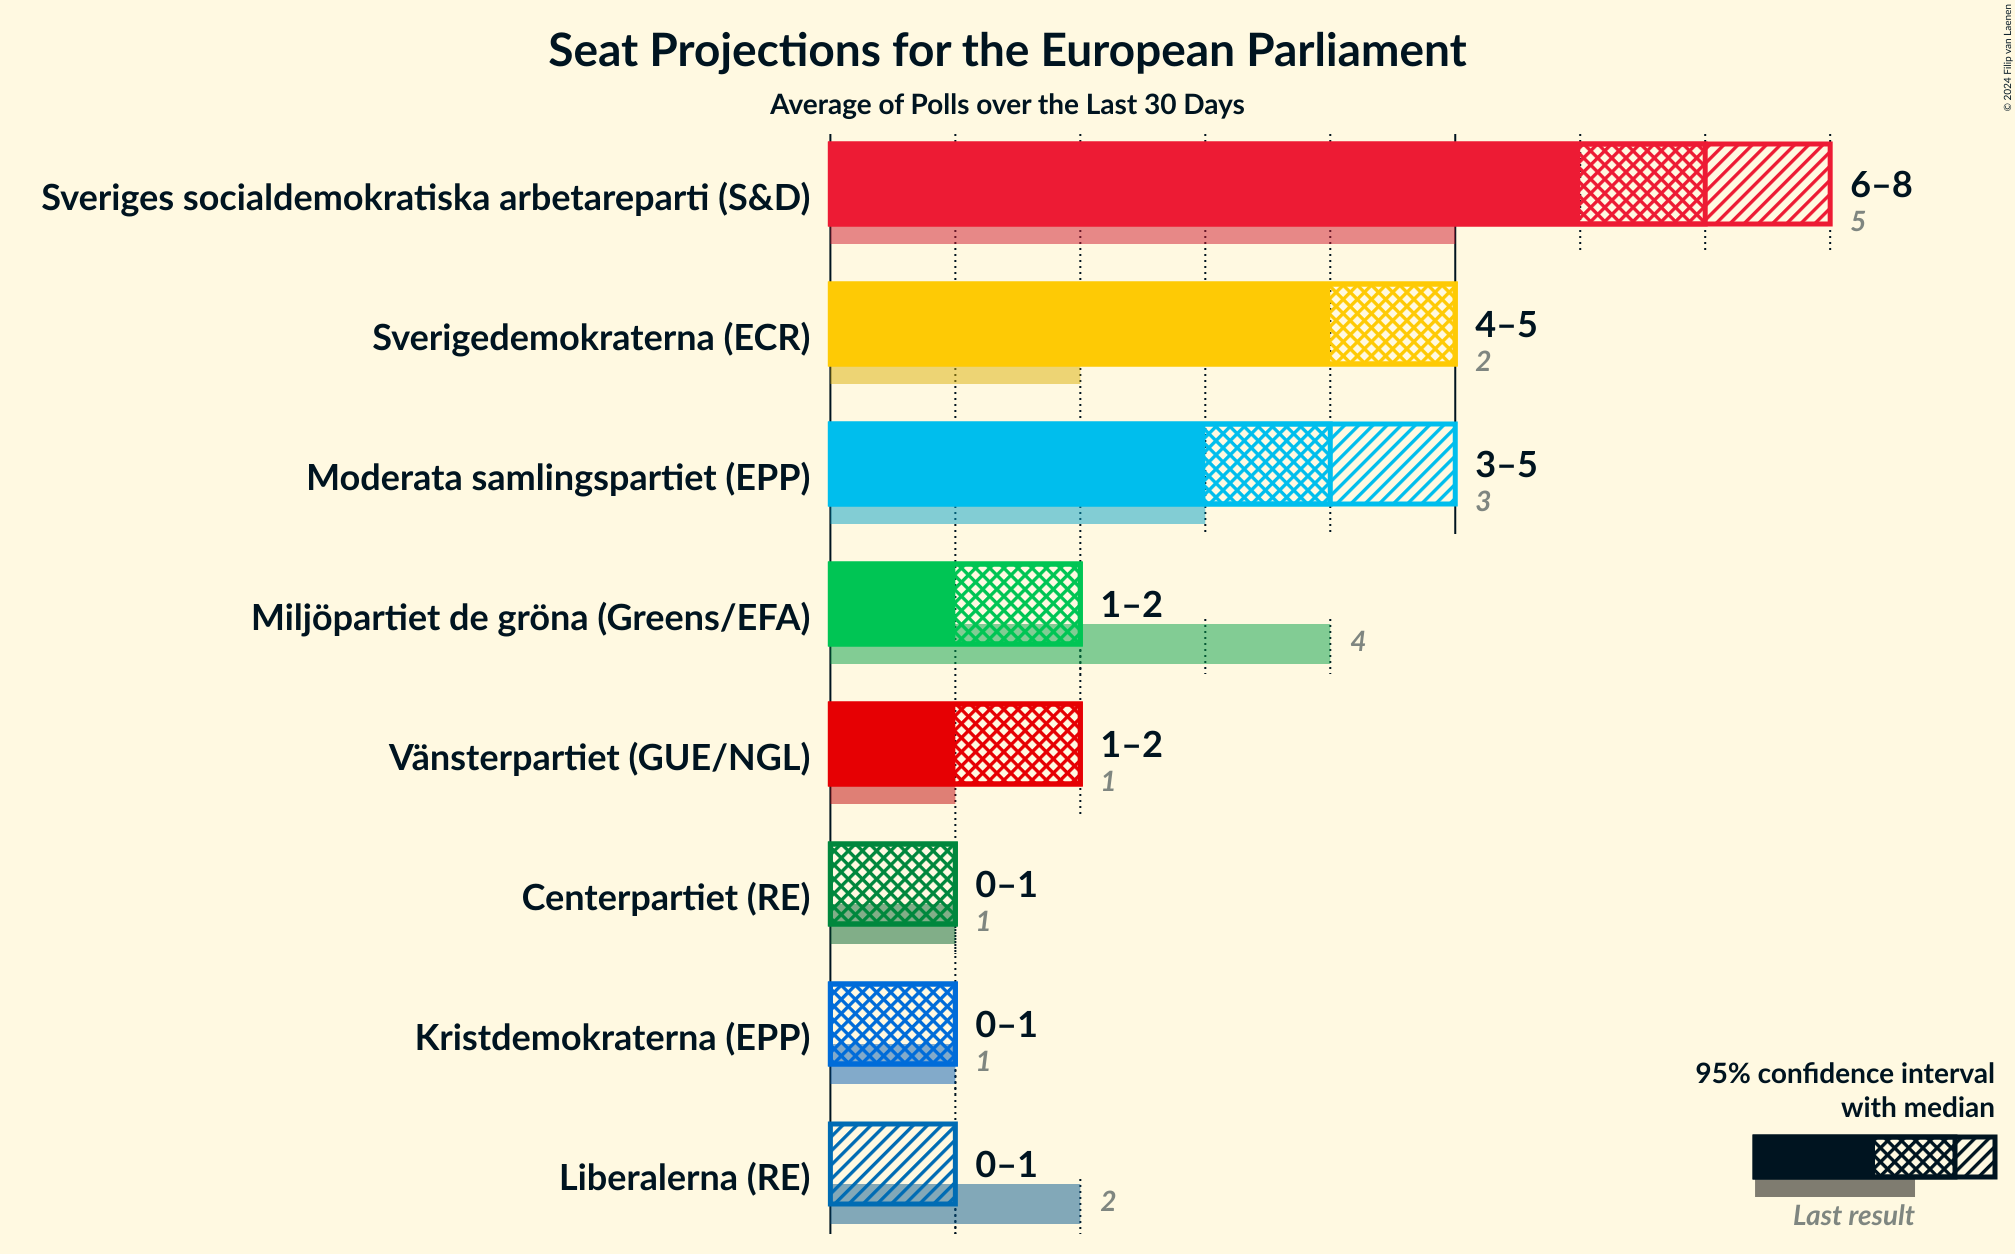 Seat Projections for the European Parliament
Average of Polls over the Last 30 Days
© 2024 Filip van Laenen
Sveriges socialdemokratiska arbetareparti (S&D)
6–8
5
Sverigedemokraterna (ECR)
4–5
2
Moderata samlingspartiet (EPP)
3–5
3
Miljöpartiet de gröna (Greens/EFA)
1–2
4
Vänsterpartiet (GUE/NGL)
1–2
1
Centerpartiet (RE)
0–1
1
Kristdemokraterna (EPP)
0–1
1
Liberalerna (RE)
0–1
2
95% confidence interval
with median
Last result